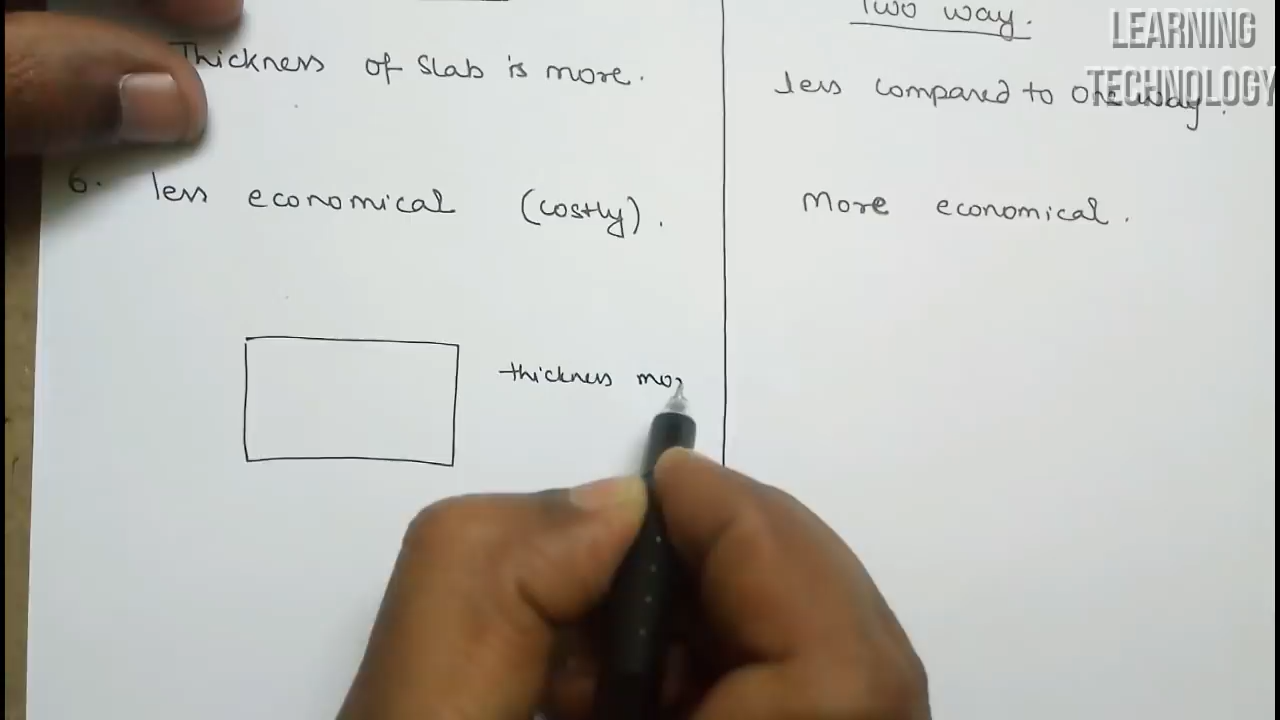 Two way.
LEARNING
TECHNOLOGY
Thickness of slab is more.
less compared to one way.
6. less economical (costly).
More economical.
thickness mor